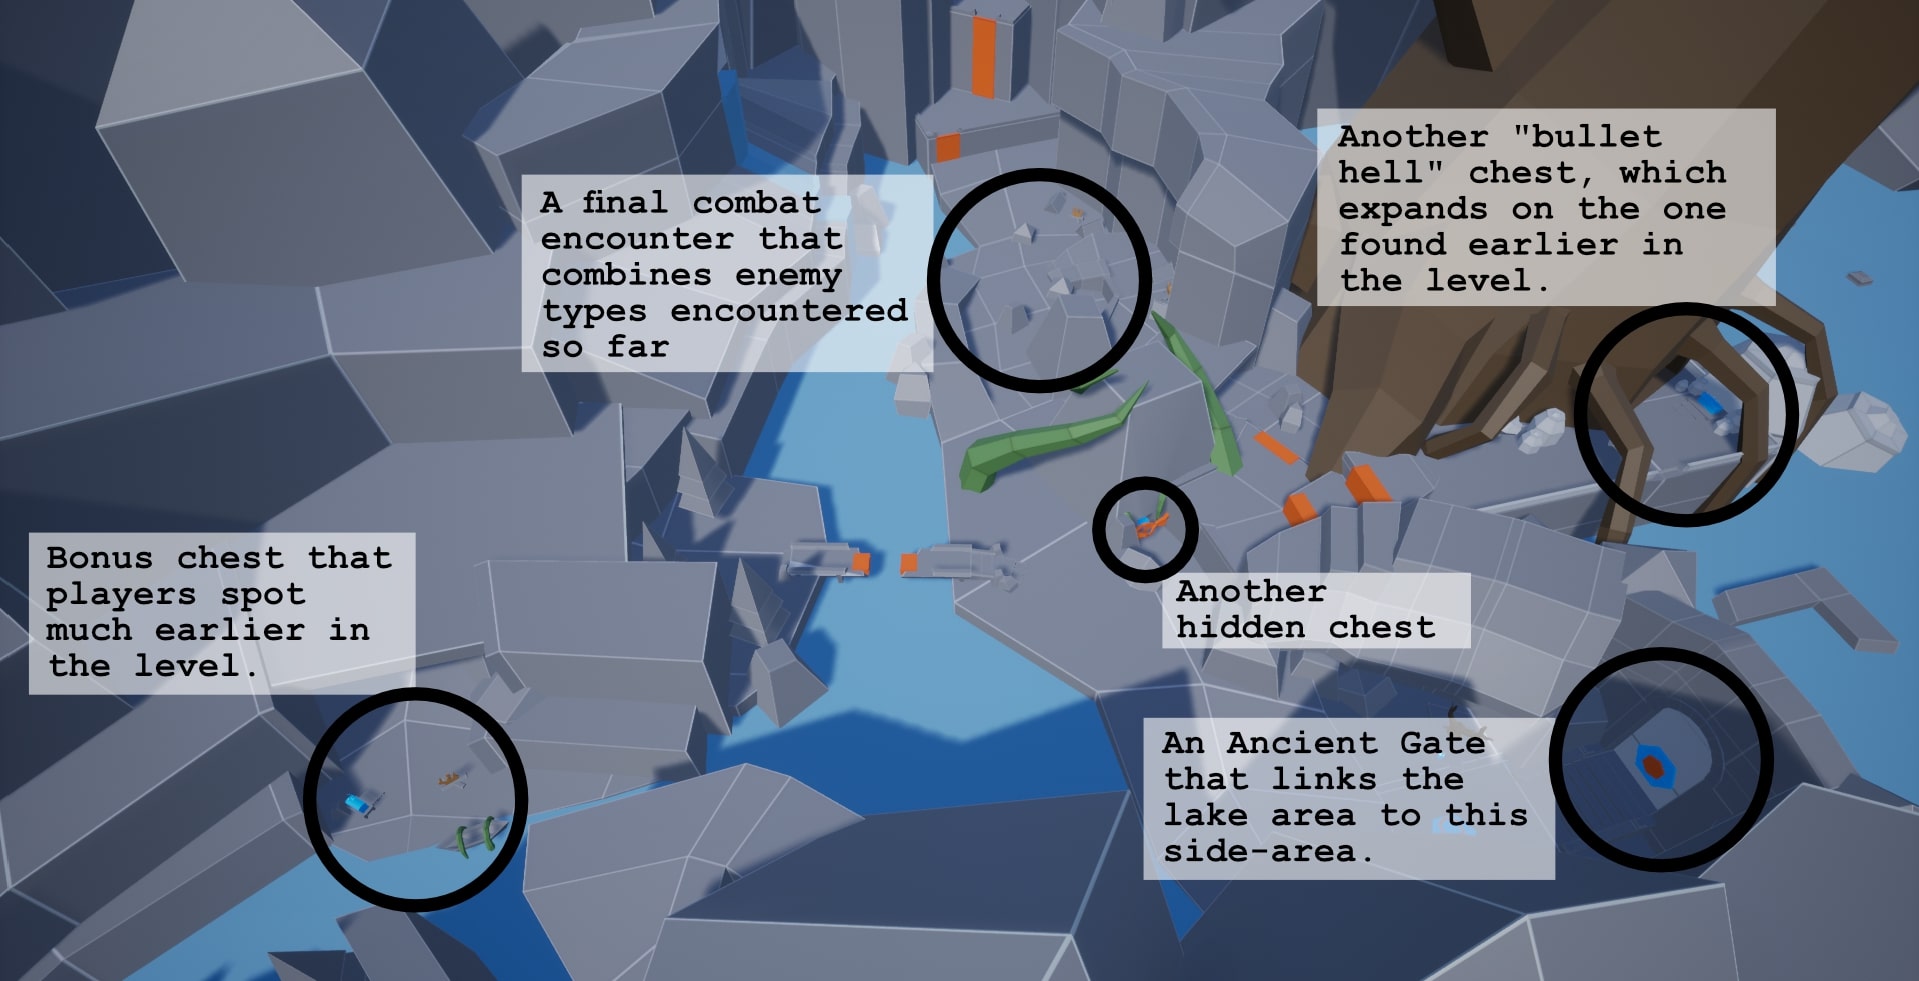 A final combat
encounter that
combines enemy
types encountered
so far
Another "bullet
hell" chest, which
expands on the one
found earlier in
the level.
Bonus chest that
players spot
much earlier in
the level.
Another
hidden chest
An Ancient Gate
that links the
lake area to this
side-area.